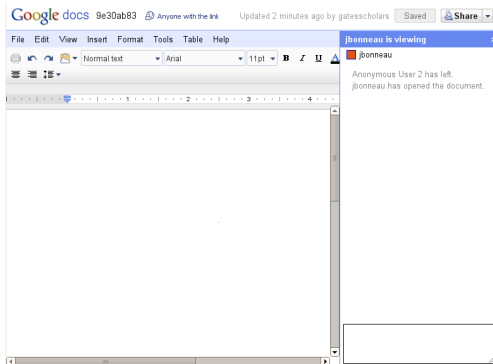 Google docs 9e30ab83 Anyone with the link Updated 2 minutes ago by gatesscholars Saved Share
File Edit View Insert Format Tools Table Help
Normal text Arial 11pt B I U A
1 2 3 4
jbonneau is viewing
jbonneau
Anonymous User 2 has left.
jbonneau has opened the document.